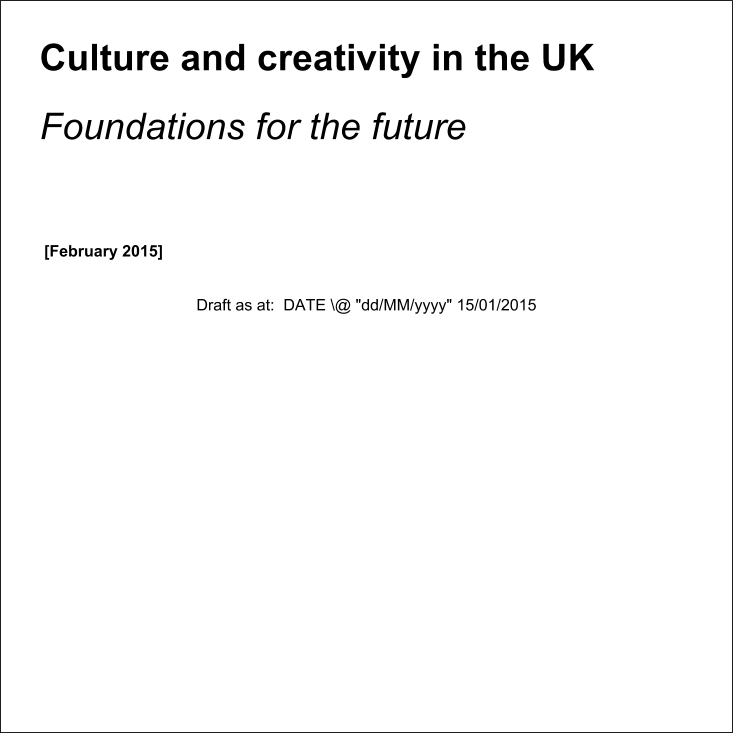 Culture and creativity in the UK
Foundations for the future
[February 2015]
Draft as at:  DATE \@ "dd/MM/yyyy" 15/01/2015